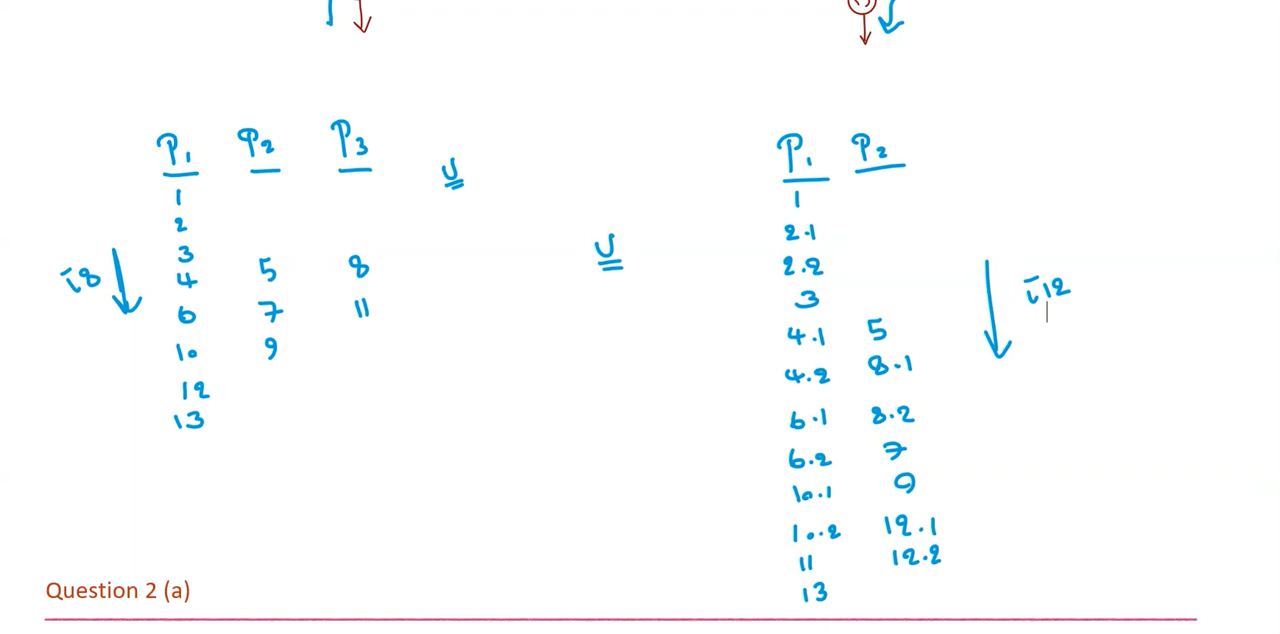 P1 P2 P3
1
2
3
4 5 8
6 7 11
10 9
12
13
i8
P1 P2
1
2.1
2.2
3
4.1 5
4.2 8.1
6.1 8.2
6.2 7
10.1 9
10.2 12.1
11 12.2
13
i12
Question 2 (a)